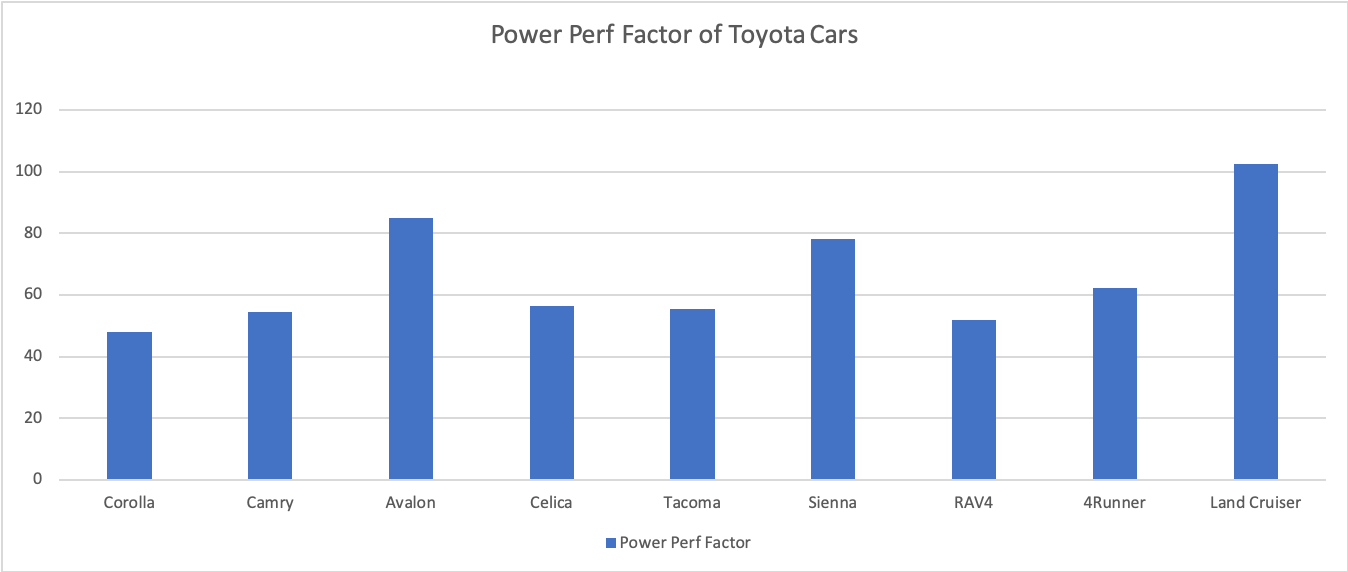 Power Perf Factor of Toyota Cars
120
100
80
60
40
20
0
Corolla Camry Avalon Celica Tacoma Sienna RAV4 4Runner Land Cruiser
Power Perf Factor